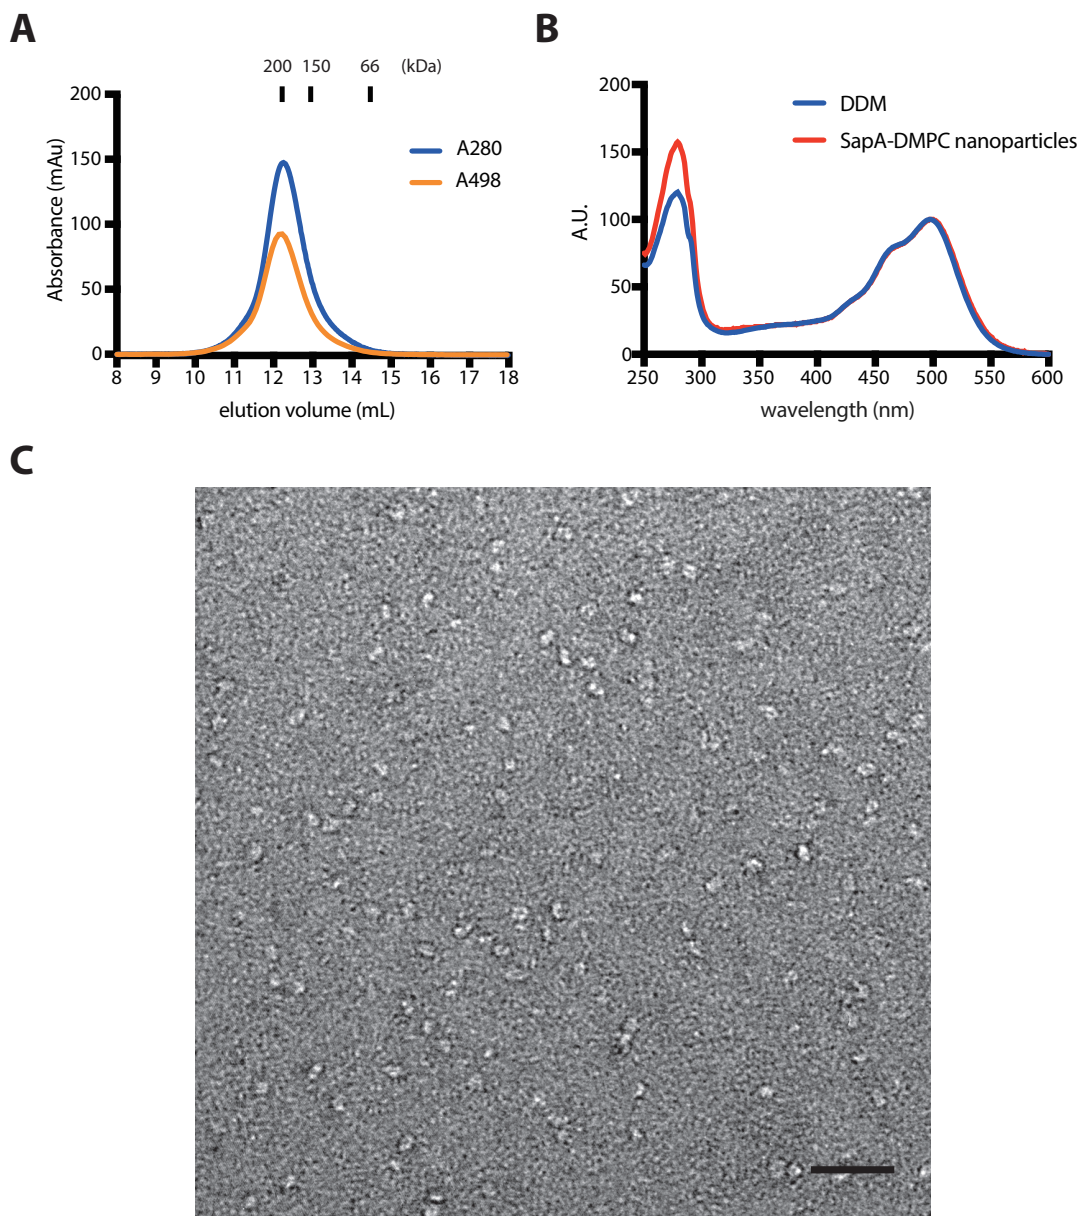 A
200 150 66 (kDa)
200
150
100
50
0
Absorbance (mAu)
A280
A498
8 9 10 11 12 13 14 15 16 17 18
elution volume (mL)
B
200
150
100
50
0
A.U.
DDM
SapA-DMPC nanoparticles
250 300 350 400 450 500 550 600
wavelength (nm)
C